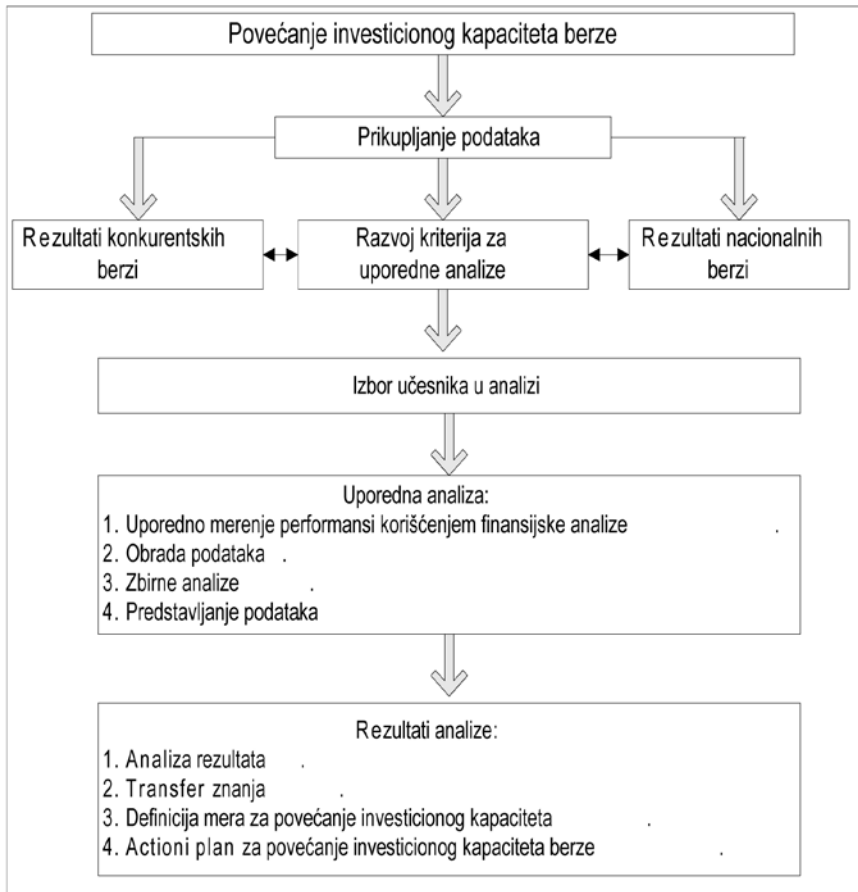 Povećanje investicionog kapaciteta berze
Prikupljanje podataka
Rezultati konkurentskih
berzi
Razvoj kriterija za
uporedne analize
Rezultati nacionalnih
berzi
Izbor učesnika u analizi
Uporedna analiza:
1. Uporedno merenje performansi korišćenjem finansijske analize .
2. Obrada podataka .
3. Zbirne analize .
4. Predstavljanje podataka
Rezultati analize:
1. Analiza rezultata .
2. Transfer znanja .
3. Definicija mera za povećanje investicionog kapaciteta .
4. Actioni plan za povećanje investicionog kapaciteta berze .